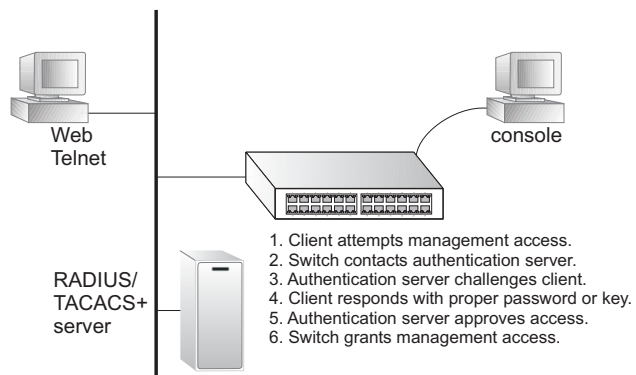 Web
Telnet
console
RADIUS/
TACACS+
server
1. Client attempts management access.
2. Switch contacts authentication server.
3. Authentication server challenges client.
4. Client responds with proper password or key.
5. Authentication server approves access.
6. Switch grants management access.